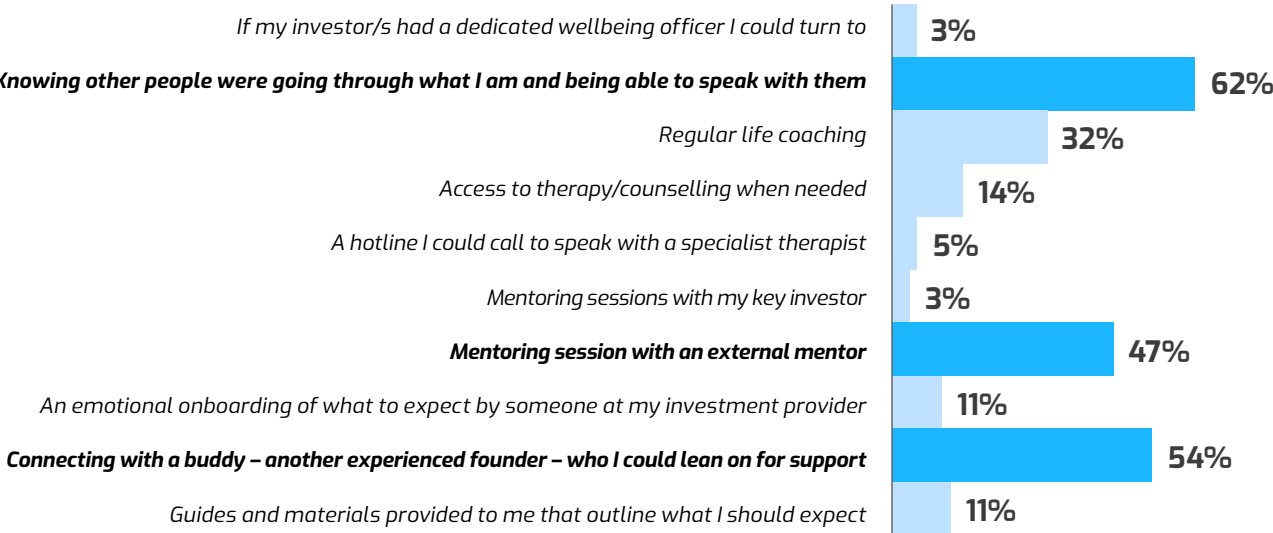 If my investor/s had a dedicated wellbeing officer I could turn to 3%
Knowing other people were going through what I am and being able to speak with them 62%
Regular life coaching 32%
Access to therapy/counselling when needed 14%
A hotline I could call to speak with a specialist therapist 5%
Mentoring sessions with my key investor 3%
Mentoring session with an external mentor 47%
An emotional onboarding of what to expect by someone at my investment provider 11%
Connecting with a buddy – another experienced founder – who I could lean on for support 54%
Guides and materials provided to me that outline what I should expect 11%